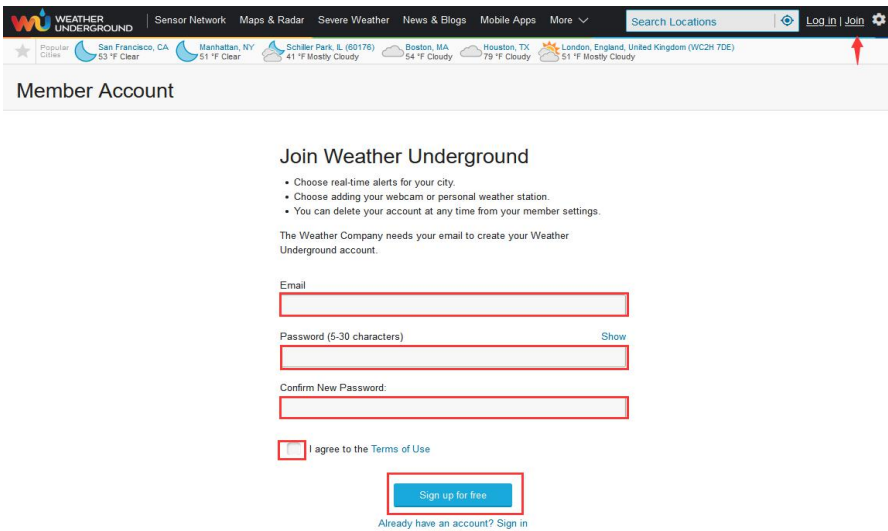 WEATHER UNDERGROUND Sensor Network Maps & Radar Severe Weather News & Blogs Mobile Apps More Search Locations Log in | Join
Popular Cities San Francisco, CA 53 °F Clear Manhattan, NY 51 °F Clear Schiller Park, IL (60176) 41 °F Mostly Cloudy Boston, MA 54 °F Cloudy Houston, TX 79 °F Cloudy London, England, United Kingdom (WC2H 7DE) 51 °F Mostly Cloudy
Member Account
Join Weather Underground
• Choose real-time alerts for your city.
• Choose adding your webcam or personal weather station.
• You can delete your account at any time from your member settings.
The Weather Company needs your email to create your Weather
Underground account.
Email
Password (5-30 characters) Show
Confirm New Password:
I agree to the Terms of Use
Sign up for free
Already have an account? Sign in